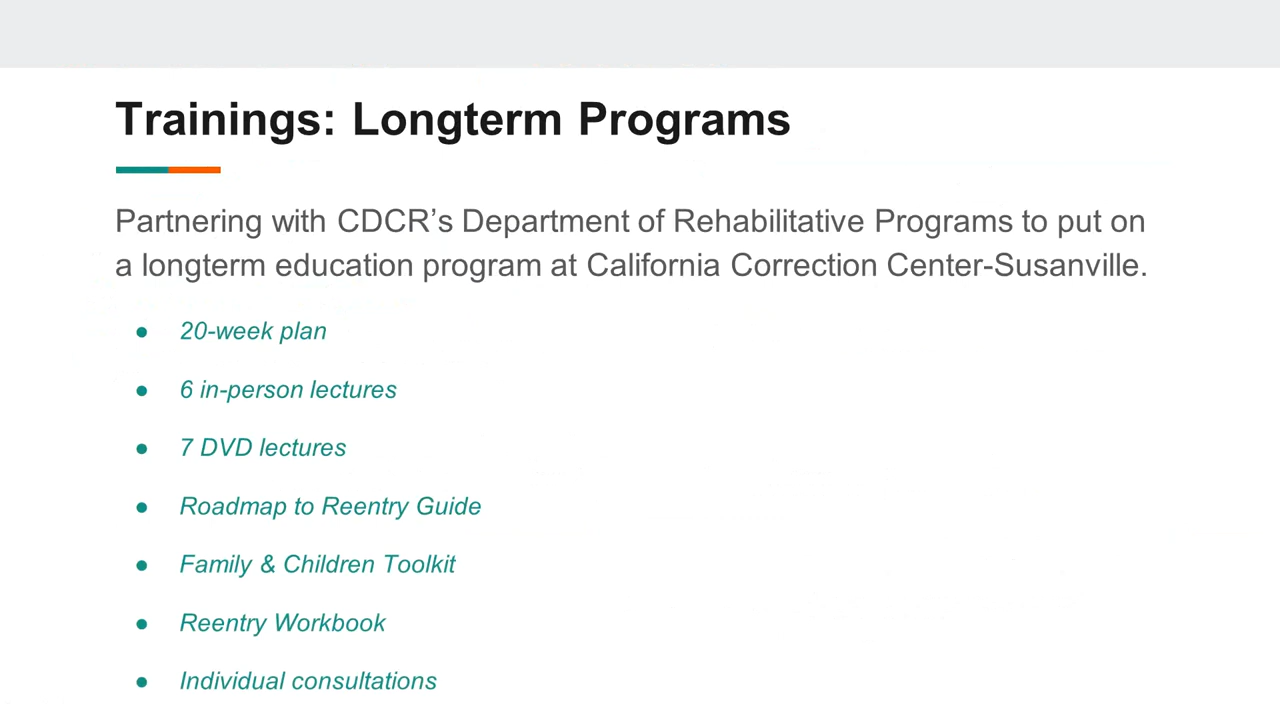 Trainings: Longterm Programs
Partnering with CDCR’s Department of Rehabilitative Programs to put on
a longterm education program at California Correction Center-Susanville.
● 20-week plan
● 6 in-person lectures
● 7 DVD lectures
● Roadmap to Reentry Guide
● Family & Children Toolkit
● Reentry Workbook
● Individual consultations